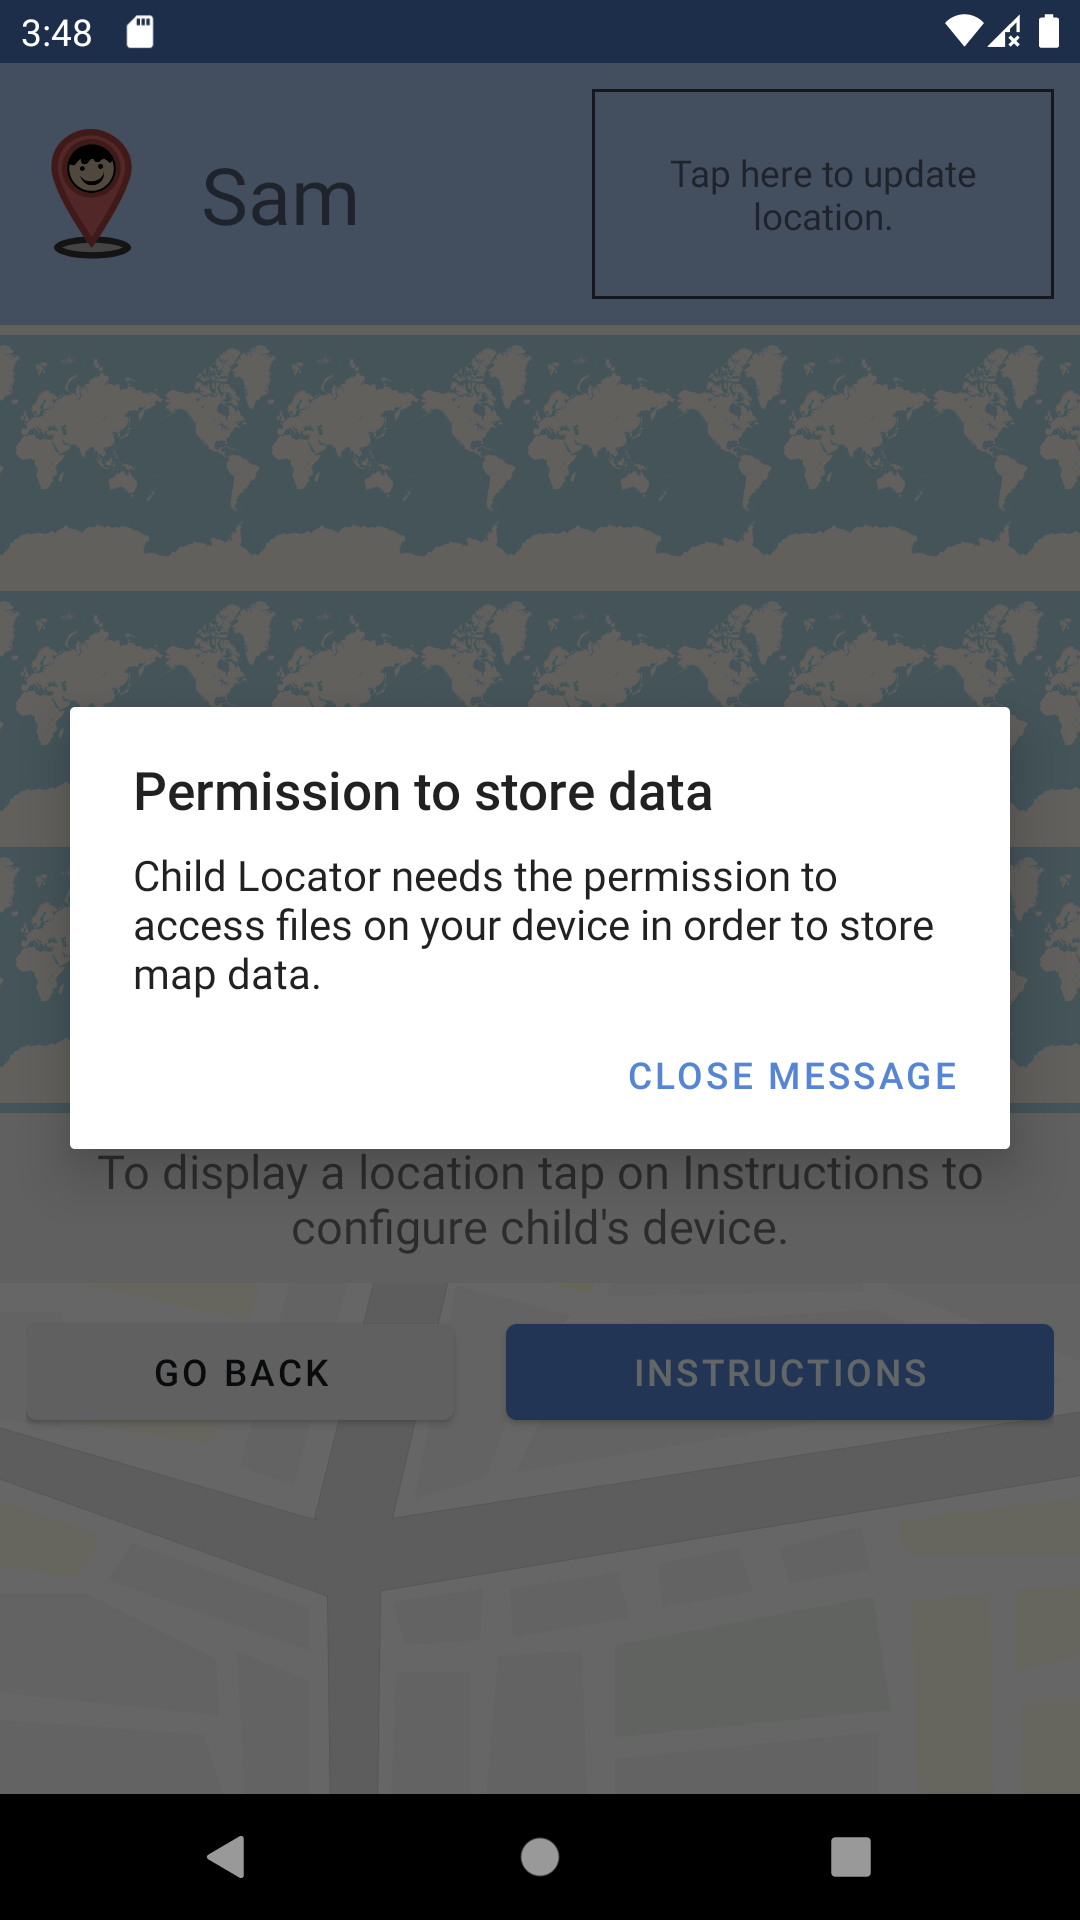 3:48
Sam
Tap here to update
location.
Permission to store data
Child Locator needs the permission to
access files on your device in order to store
map data.
CLOSE MESSAGE
To display a location tap on Instructions to
configure child's device.
GO BACK
INSTRUCTIONS